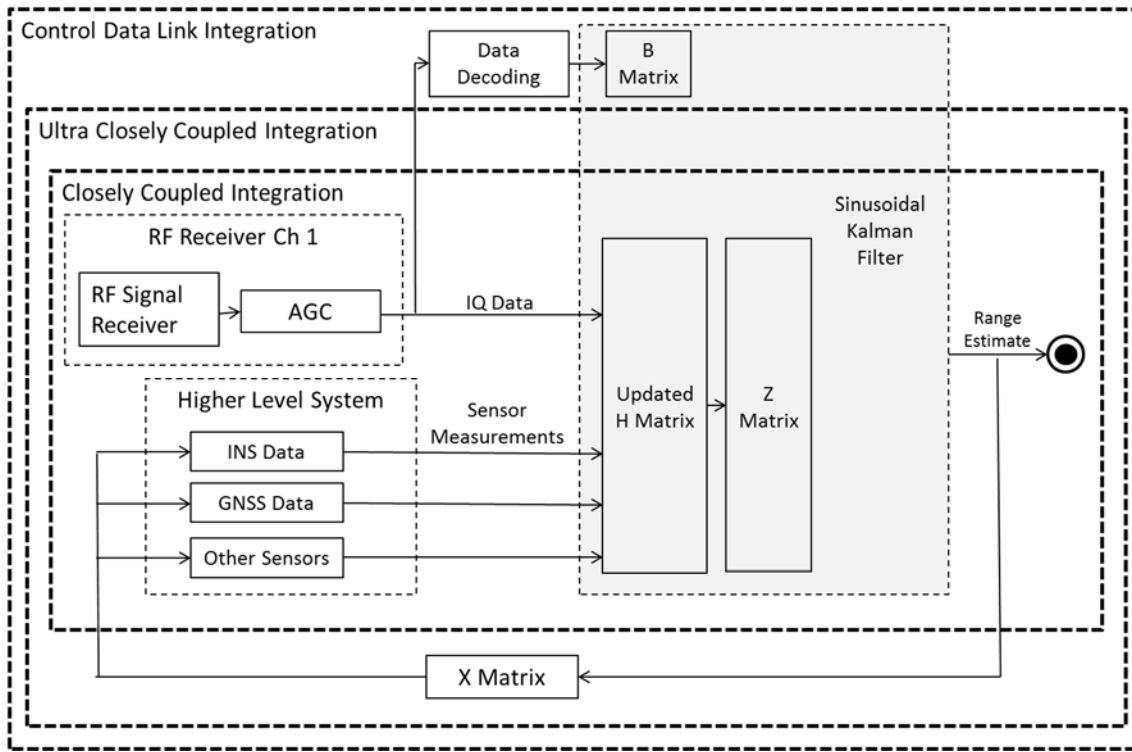 Control Data Link Integration
Data
Decoding
B
Matrix
Ultra Closely Coupled Integration
Closely Coupled Integration
RF Receiver Ch 1
RF Signal
Receiver
AGC
IQ Data
Sinusoidal
Kalman
Filter
Range
Estimate
Higher Level System
INS Data
GNSS Data
Other Sensors
Sensor
Measurements
Updated
H Matrix
Z
Matrix
X Matrix